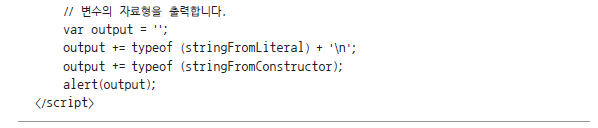 // 변수의 자료형을 출력합니다.
var output = '';
output += typeof (stringFromLiteral) + '\n';
output += typeof (stringFromConstructor);
alert(output);
</script>